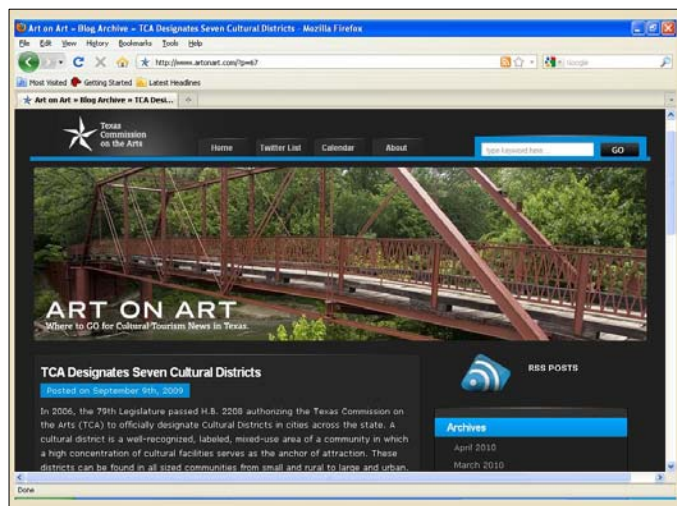 Art on Art » Blog Archive » TCA Designates Seven Cultural Districts - Mozilla Firefox
File Edit View History Bookmarks Tools Help
http://www.artonart.com/?p=67
Google
Most Visited Getting Started Latest Headlines
Art on Art » Blog Archive » TCA Desi...
Texas
Commission
on the Arts
Home Twitter List Calendar About
type keyword here ... GO
ART ON ART
Where to GO for Cultural Tourism News in Texas.
TCA Designates Seven Cultural Districts
Posted on September 9th, 2009
In 2006, the 79th Legislature passed H.B. 2208 authorizing the Texas Commission on
the Arts (TCA) to officially designate Cultural Districts in cities across the state. A
cultural district is a well-recognized, labeled, mixed-use area of a community in which
a high concentration of cultural facilities serves as the anchor of attraction. These
districts can be found in all sized communities from small and rural to large and urban.
RSS POSTS
Archives
April 2010
March 2010
Done